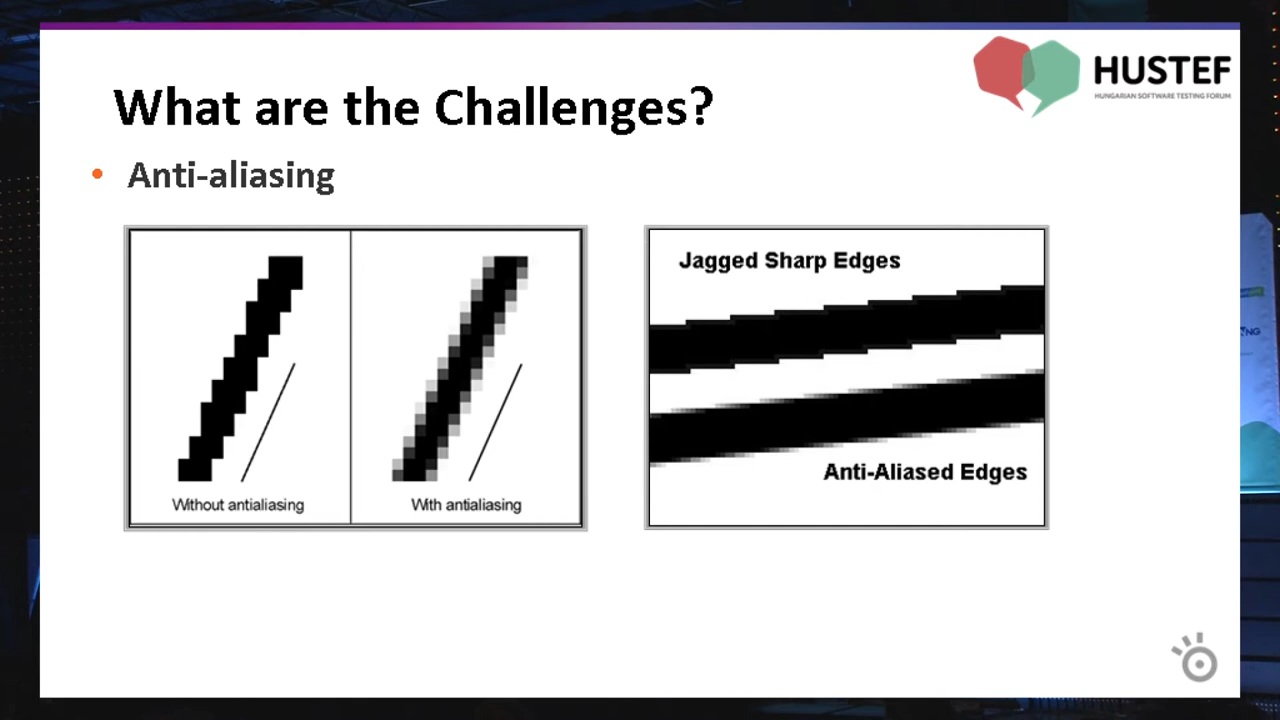 HUSTEF
HUNGARIAN SOFTWARE TESTING FORUM
What are the Challenges?
• Anti-aliasing
Without antialiasing
With antialiasing
Jagged Sharp Edges
Anti-Aliased Edges